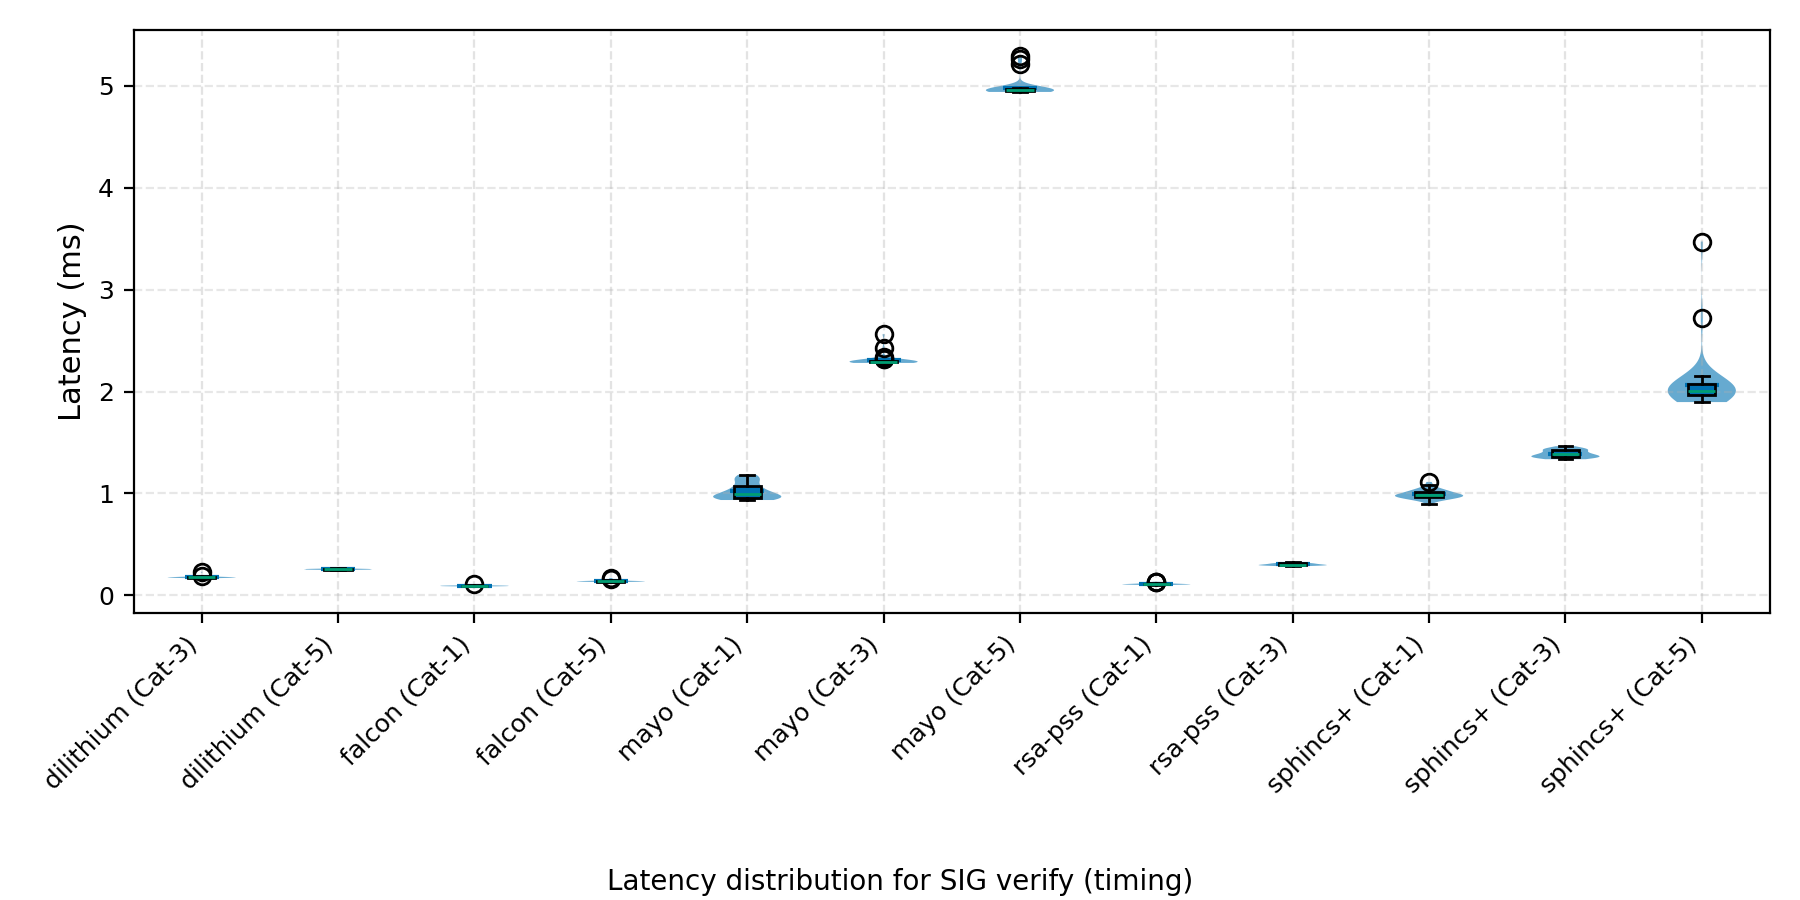 Latency (ms)
5
4
3
2
1
0
dilithium (Cat-3)
dilithium (Cat-5)
falcon (Cat-1)
falcon (Cat-5)
mayo (Cat-1)
mayo (Cat-3)
mayo (Cat-5)
rsa-pss (Cat-1)
rsa-pss (Cat-3)
sphincs+ (Cat-1)
sphincs+ (Cat-3)
sphincs+ (Cat-5)
Latency distribution for SIG verify (timing)